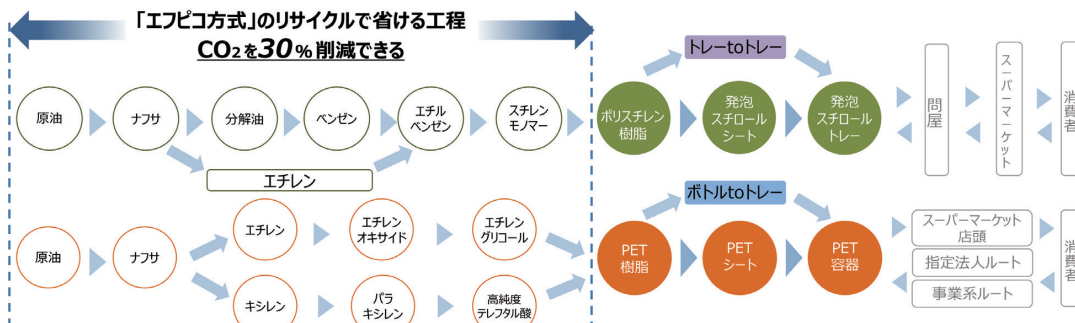 「エフピコ方式」のリサイクルで省ける工程
CO2を30%削減できる
原油
ナフサ
分解油
ベンゼン
エチル
ベンゼン
スチレン
モノマー
エチレン
トレーtoトレー
ポリスチレン
樹脂
発泡
スチロール
シート
発泡
スチロール
トレー
問屋
スーパーマーケット
消費者
原油
ナフサ
エチレン
エチレン
オキサイド
エチレン
グリコール
キシレン
パラ
キシレン
高純度
テレフタル酸
ボトルtoトレー
PET
樹脂
PET
シート
PET
容器
スーパーマーケット
店頭
指定法人ルート
事業系ルート
消費者